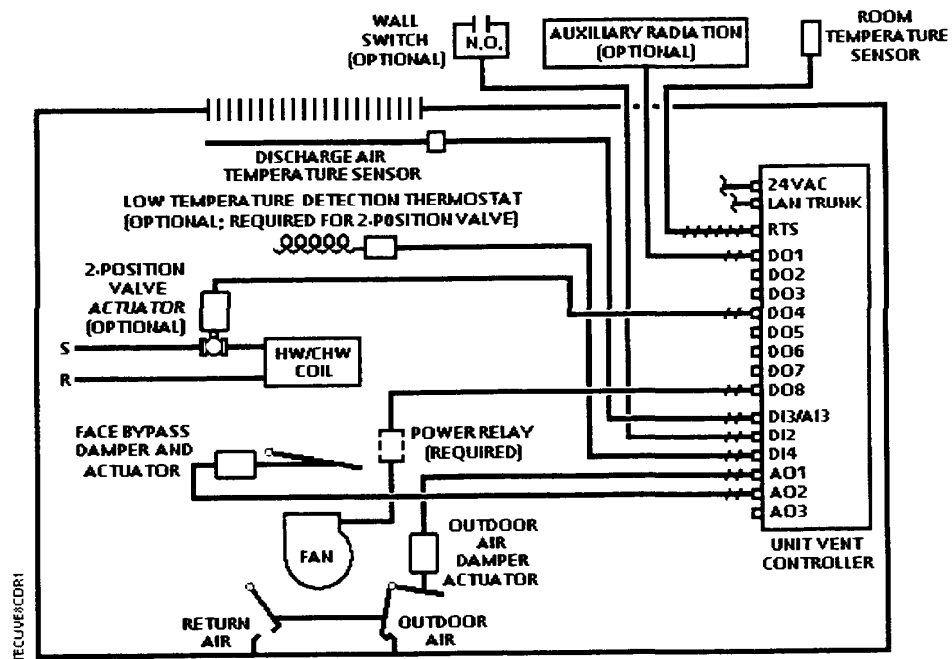 WALL
SWITCH
(OPTIONAL)
N.O.
AUXILIARY RADIATION
(OPTIONAL)
ROOM
TEMPERATURE
SENSOR
DISCHARGE AIR
TEMPERATURE SENSOR
LOW TEMPERATURE DETECTION THERMOSTAT
(OPTIONAL; REQUIRED FOR 2-POSITION VALVE)
2-POSITION
VALVE
ACTUATOR
(OPTIONAL)
S
R
HW/CHW
COIL
FACE BYPASS
DAMPER AND
ACTUATOR
POWER RELAY
(REQUIRED)
FAN
OUTDOOR
AIR
DAMPER
ACTUATOR
RETURN
AIR
OUTDOOR
AIR
24 VAC
LAN TRUNK
RTS
DO1
DO2
DO3
DO4
DO5
DO6
DO7
DO8
DI3/AI3
DI2
DI4
AO1
AO2
AO3
UNIT VENT
CONTROLLER
TECUVE8CDR1